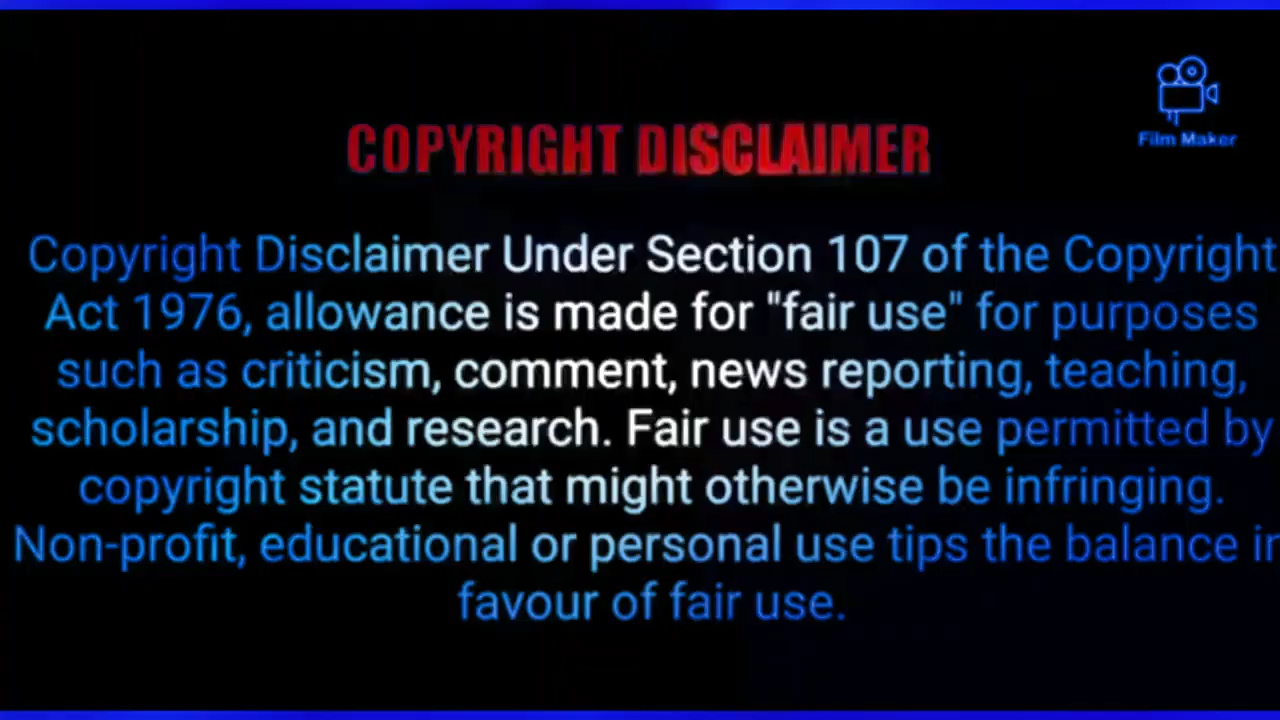 Film Maker
COPYRIGHT DISCLAIMER
Copyright Disclaimer Under Section 107 of the Copyright
Act 1976, allowance is made for "fair use" for purposes
such as criticism, comment, news reporting, teaching,
scholarship, and research. Fair use is a use permitted by
copyright statute that might otherwise be infringing.
Non-profit, educational or personal use tips the balance in
favour of fair use.